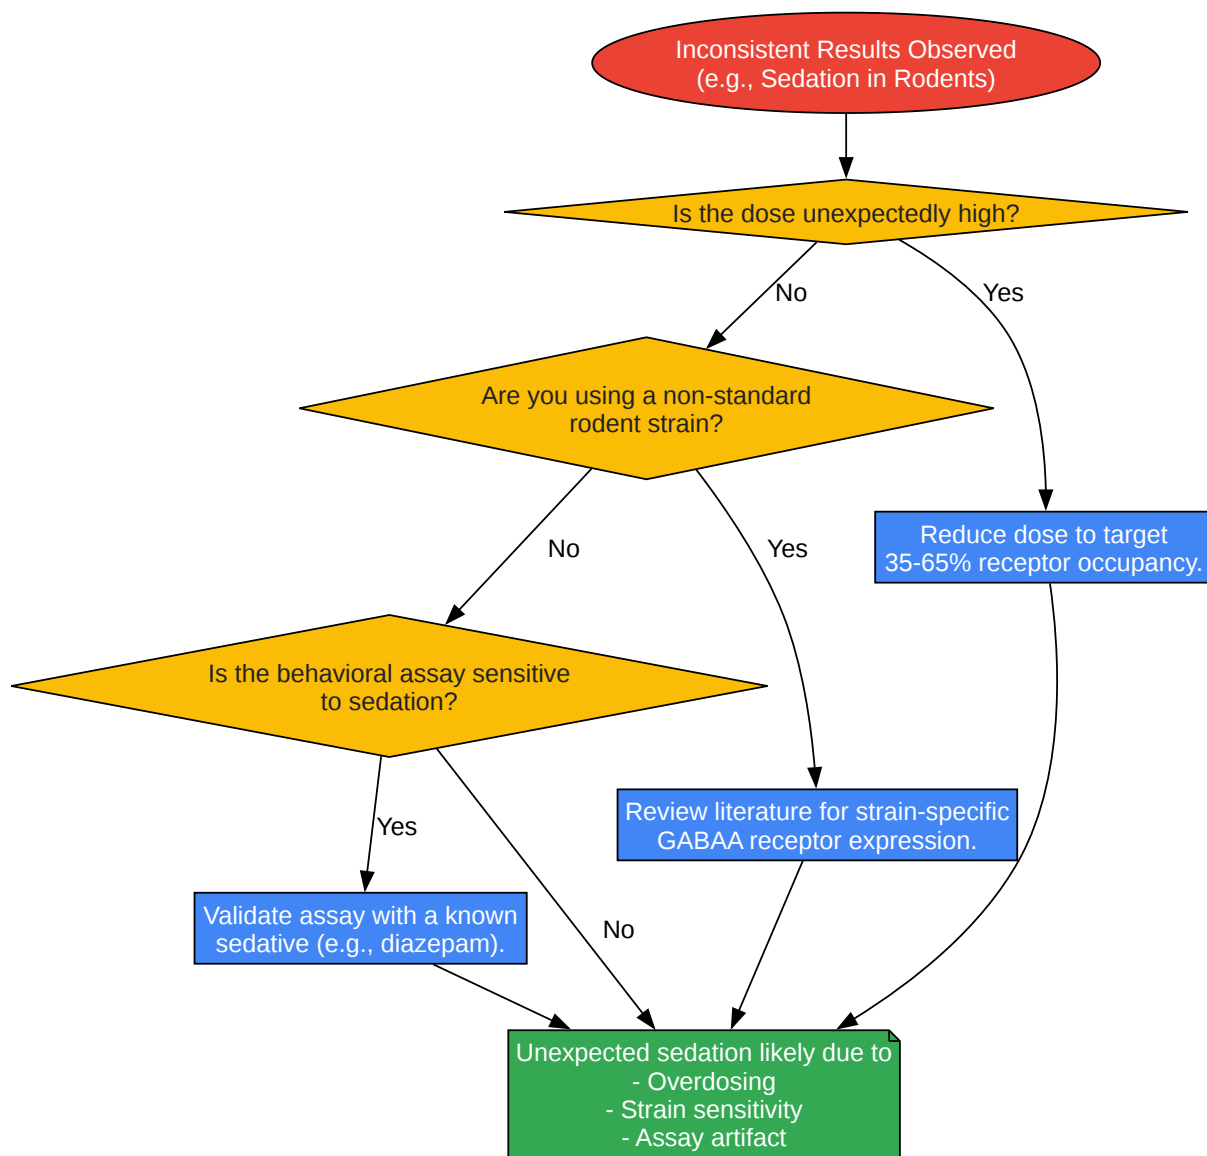 Inconsistent Results Observed
(e.g., Sedation in Rodents)
Is the dose unexpectedly high?
No
Yes
Are you using a non-standard
rodent strain?
No
Yes
Reduce dose to target
35-65% receptor occupancy.
Is the behavioral assay sensitive
to sedation?
Yes
No
Review literature for strain-specific
GABAA receptor expression.
Validate assay with a known
sedative (e.g., diazepam).
Unexpected sedation likely due to
- Overdosing
- Strain sensitivity
- Assay artifact